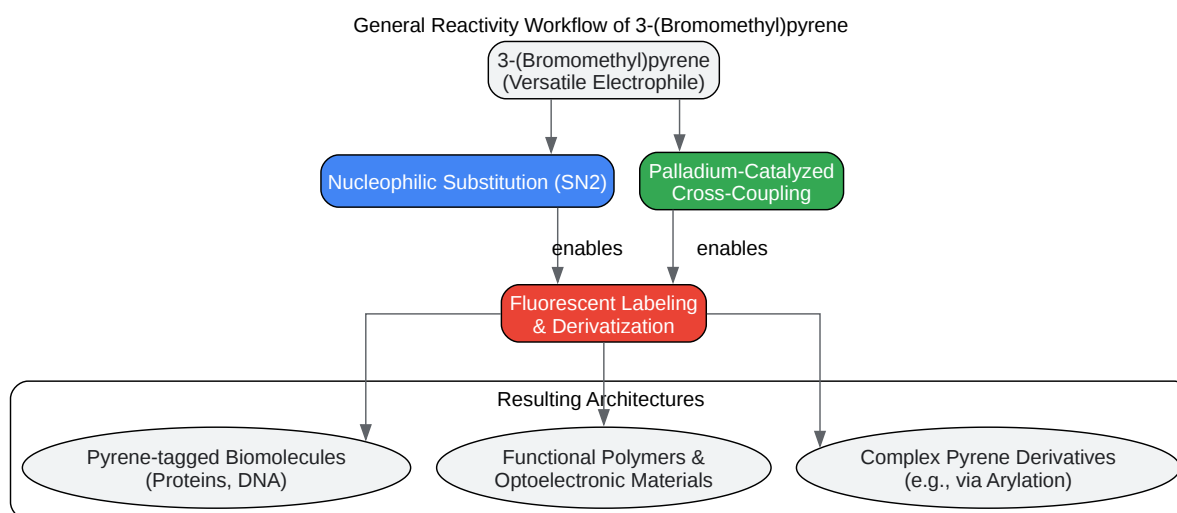 General Reactivity Workflow of 3-(Bromomethyl)pyrene
3-(Bromomethyl)pyrene
(Versatile Electrophile)
Nucleophilic Substitution (SN2)
Palladium-Catalyzed
Cross-Coupling
enables
enables
Fluorescent Labeling
& Derivatization
Resulting Architectures
Pyrene-tagged Biomolecules
(Proteins, DNA)
Functional Polymers &
Optoelectronic Materials
Complex Pyrene Derivatives
(e.g., via Arylation)